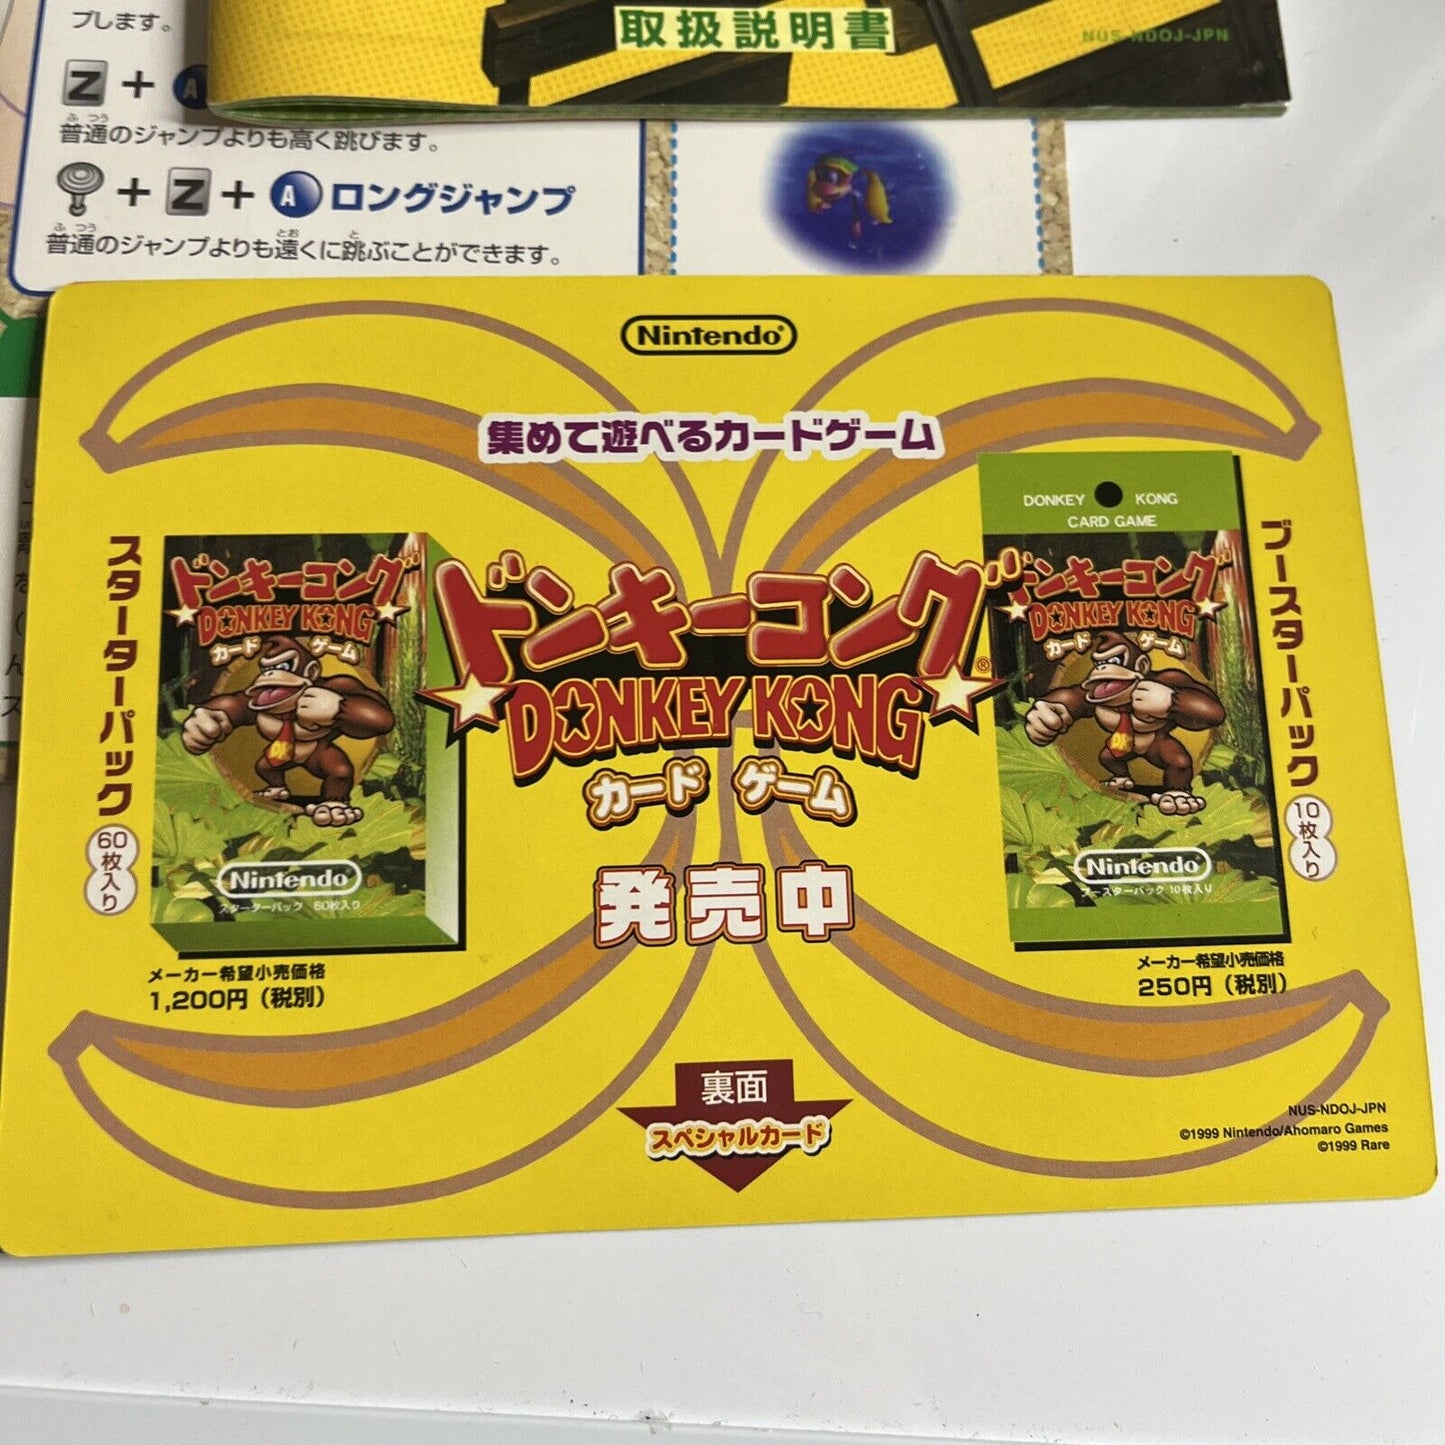 プします。
取扱説明書
NUS-NDOJ-JPN
Z + A
ふつう
普通のジャンプよりも高く跳びます。
+ Z + A ロングジャンプ
ふつう とお と
普通のジャンプよりも遠くに跳ぶことができます。
Nintendo®
集めて遊べるカードゲーム
スターターパック
60枚入り
ドンキーコング
DONKEY KONG
カード ゲーム
Nintendo
スターターパック 60枚入り
メーカー希望小売価格
1,200円（税別）
ドンキーコング®
DONKEY KONG
カード ゲーム
発売中
DONKEY KONG
CARD GAME
ドンキーコング
DONKEY KONG
カード ゲーム
Nintendo
ブースターパック 10枚入り
ブースターパック
10枚入り
メーカー希望小売価格
250円（税別）
裏面
スペシャルカード
NUS-NDOJ-JPN
©1999 Nintendo/Ahomaro Games
©1999 Rare